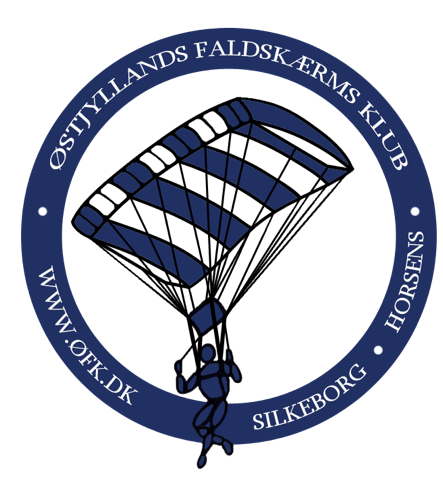 ØSTJYLLANDS FALDSKÆRMS KLUB
WWW.ØFK.DK
SILKEBORG • HORSENS